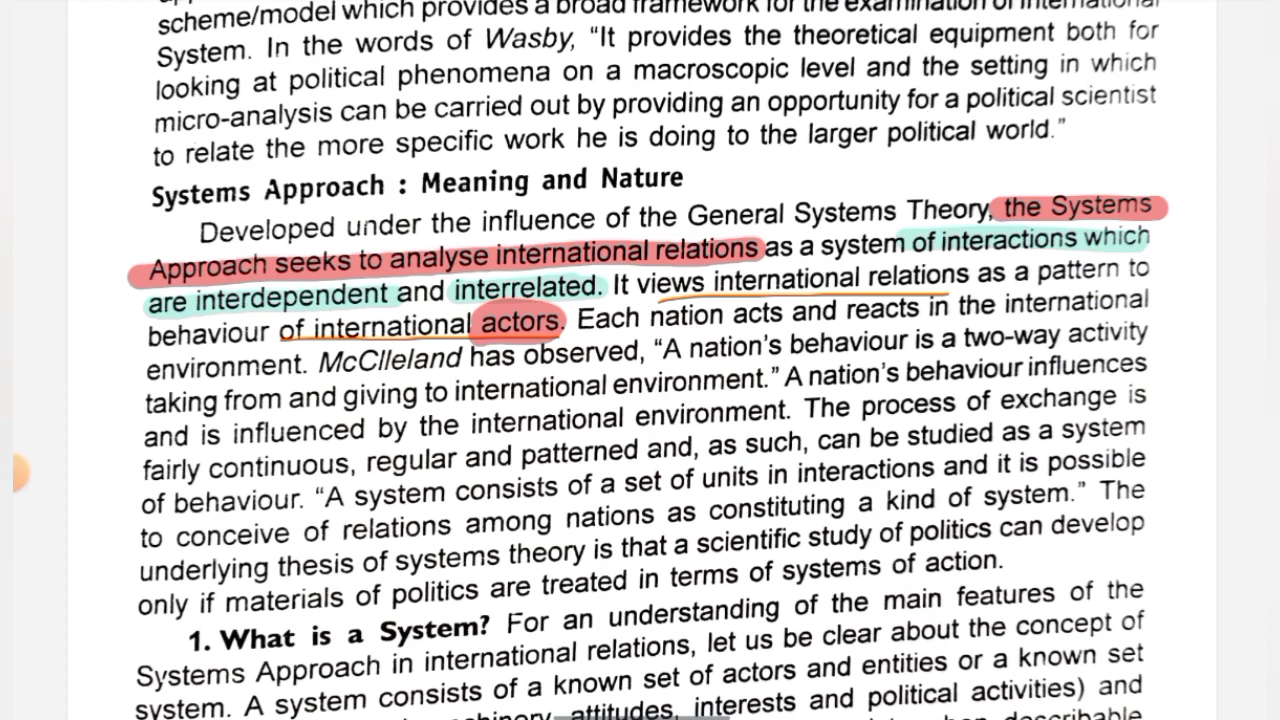 scheme/model which provides a broad framework for the examination of international
System. In the words of Wasby, “It provides the theoretical equipment both for
looking at political phenomena on a macroscopic level and the setting in which
micro-analysis can be carried out by providing an opportunity for a political scientist
to relate the more specific work he is doing to the larger political world.”
Systems Approach : Meaning and Nature
Developed under the influence of the General Systems Theory, the Systems
Approach seeks to analyse international relations as a system of interactions which
are interdependent and interrelated. It views international relations as a pattern to
behaviour of international actors. Each nation acts and reacts in the international
environment. McClleland has observed, “A nation’s behaviour is a two-way activity
taking from and giving to international environment.” A nation’s behaviour influences
and is influenced by the international environment. The process of exchange is
fairly continuous, regular and patterned and, as such, can be studied as a system
of behaviour. “A system consists of a set of units in interactions and it is possible
to conceive of relations among nations as constituting a kind of system.” The
underlying thesis of systems theory is that a scientific study of politics can develop
only if materials of politics are treated in terms of systems of action.
1. What is a System? For an understanding of the main features of the
Systems Approach in international relations, let us be clear about the concept of
system. A system consists of a known set of actors and entities or a known set
attitudes, interests and political activities) and
describable